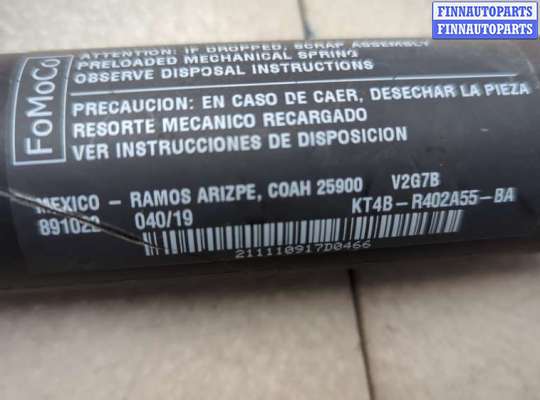 FINNAUTOPARTS
FINNAUTOPARTS
FoMoCo
ATTENTION: IF DROPPED, SCRAP ASSEMBLY
PRELOADED MECHANICAL SPRING
OBSERVE DISPOSAL INSTRUCTIONS
PRECAUCION: EN CASO DE CAER, DESECHAR LA PIEZA
RESORTE MECANICO RECARGADO
VER INSTRUCCIONES DE DISPOSICION
MEXICO - RAMOS ARIZPE, COAH 25900 V2G7B
891022 040/19 KT4B-R402A55-BA
211110917D0466